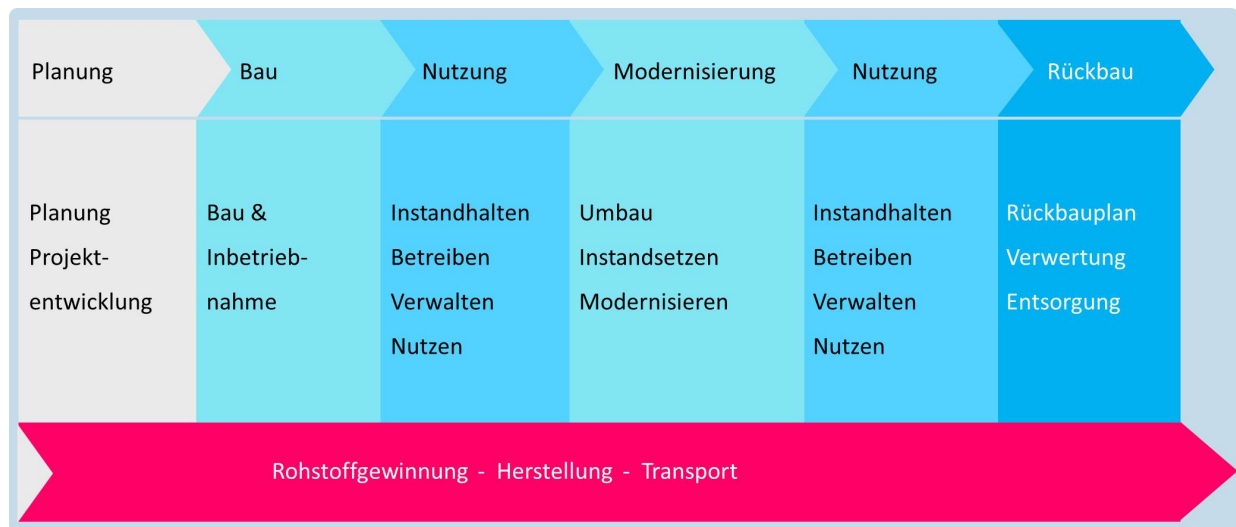 Planung
Bau
Nutzung
Modernisierung
Nutzung
Rückbau
Planung
Projekt-
entwicklung
Bau &
Inbetrieb-
nahme
Instandhalten
Betreiben
Verwalten
Nutzen
Umbau
Instandsetzen
Modernisieren
Instandhalten
Betreiben
Verwalten
Nutzen
Rückbauplan
Verwertung
Entsorgung
Rohstoffgewinnung - Herstellung - Transport